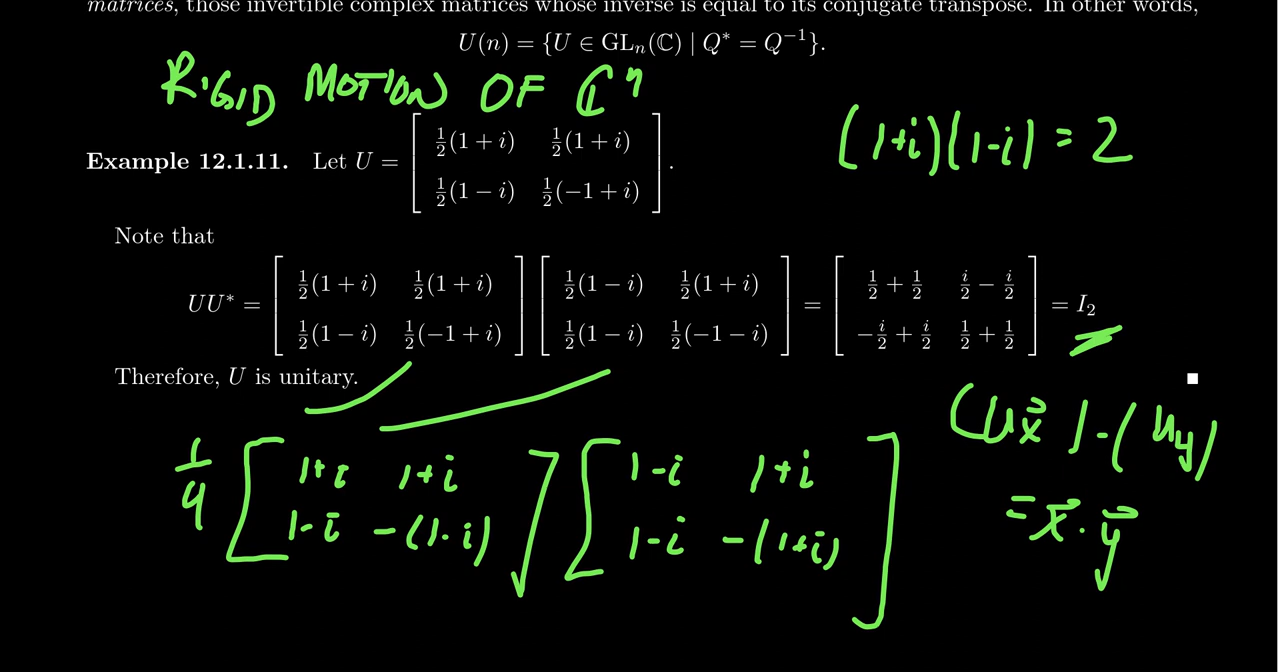 matrices, those invertible complex matrices whose inverse is equal to its conjugate transpose. In other words,
U(n) = {U ∈ GLₙ(ℂ) | Q* = Q⁻¹}.
RIGID MOTION OF ℂⁿ
(1+i)(1-i) = 2
Example 12.1.11. Let U = [ ½(1 + i) ½(1 + i) ; ½(1 − i) ½(−1 + i) ].
Note that
UU* = [ ½(1 + i) ½(1 + i) ; ½(1 − i) ½(−1 + i) ] [ ½(1 − i) ½(1 + i) ; ½(1 − i) ½(−1 − i) ] = [ ½ + ½ i/2 − i/2 ; −i/2 + i/2 ½ + ½ ] = I₂
Therefore, U is unitary.
(Ux⃗)·(Uy)
= x⃗·y⃗
1/4 [ 1+i 1+i ; 1-i -(1-i) ] [ 1-i 1+i ; 1-i -(1+i) ]